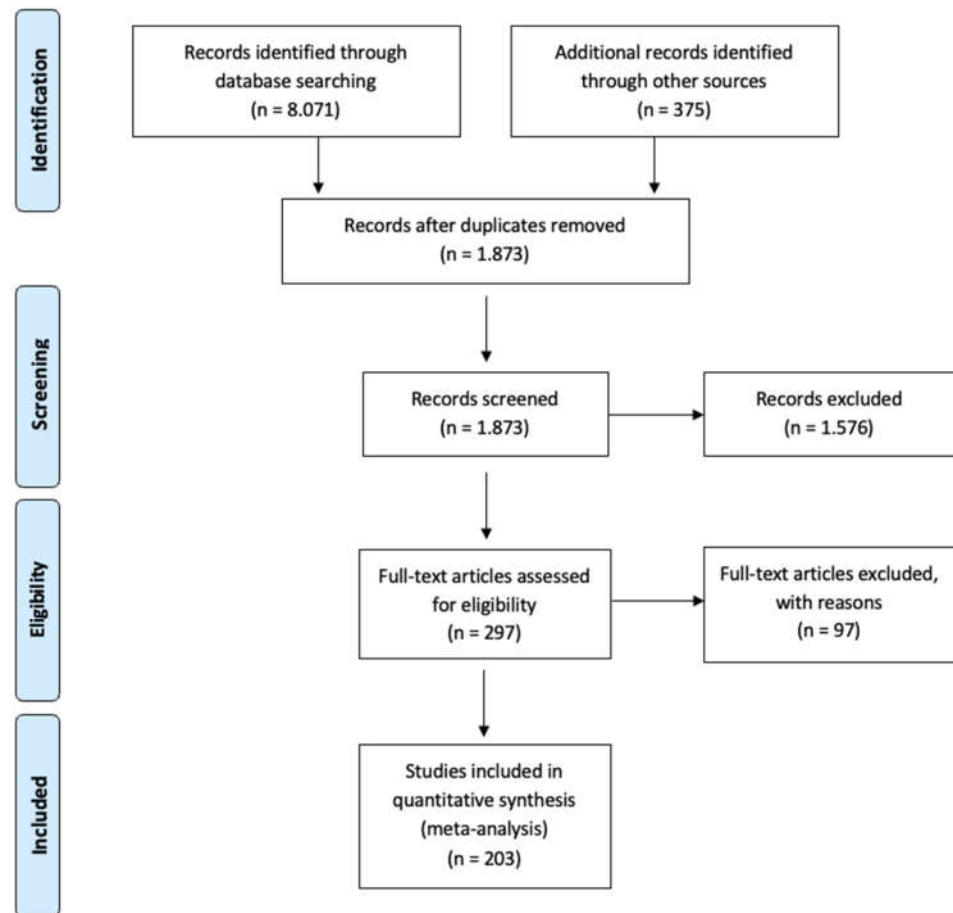 Identification
Records identified through
database searching
(n = 8.071)
Additional records identified
through other sources
(n = 375)
Records after duplicates removed
(n = 1.873)
Screening
Records screened
(n = 1.873)
Records excluded
(n = 1.576)
Eligibility
Full-text articles assessed
for eligibility
(n = 297)
Full-text articles excluded,
with reasons
(n = 97)
Included
Studies included in
quantitative synthesis
(meta-analysis)
(n = 203)